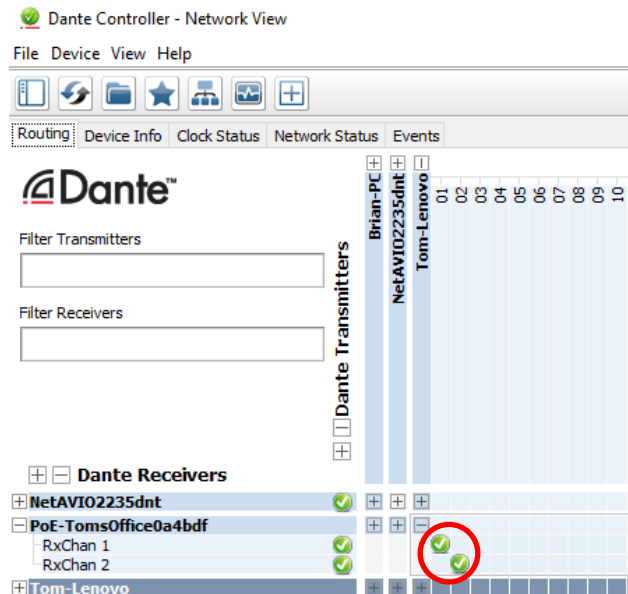 Dante Controller - Network View
File Device View Help
Routing Device Info Clock Status Network Status Events
Dante™
Filter Transmitters
Filter Receivers
Dante Transmitters
Brian-PC
NetAVIO2235dnt
Tom-Lenovo
01 02 03 04 05 06 07 08 09 10
Dante Receivers
NetAVIO2235dnt
PoE-TomsOffice0a4bdf
RxChan 1
RxChan 2
Tom-Lenovo